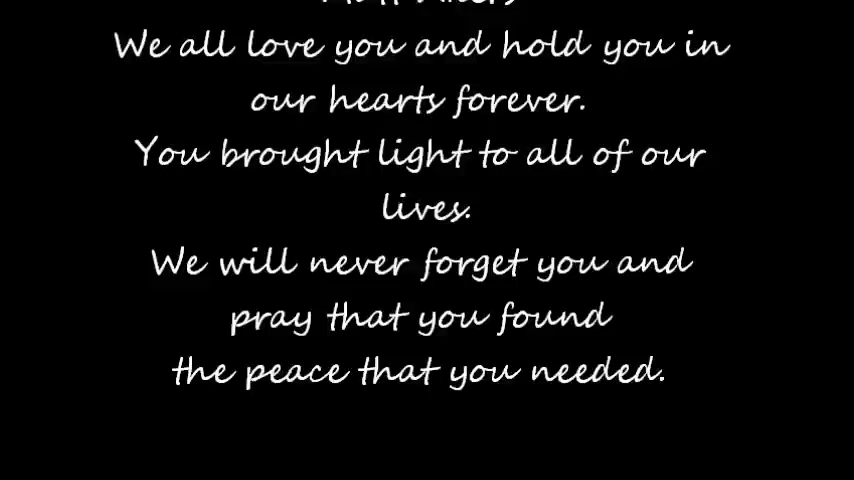 We all love you and hold you in
our hearts forever.
You brought light to all of our
lives.
We will never forget you and
pray that you found
the peace that you needed.